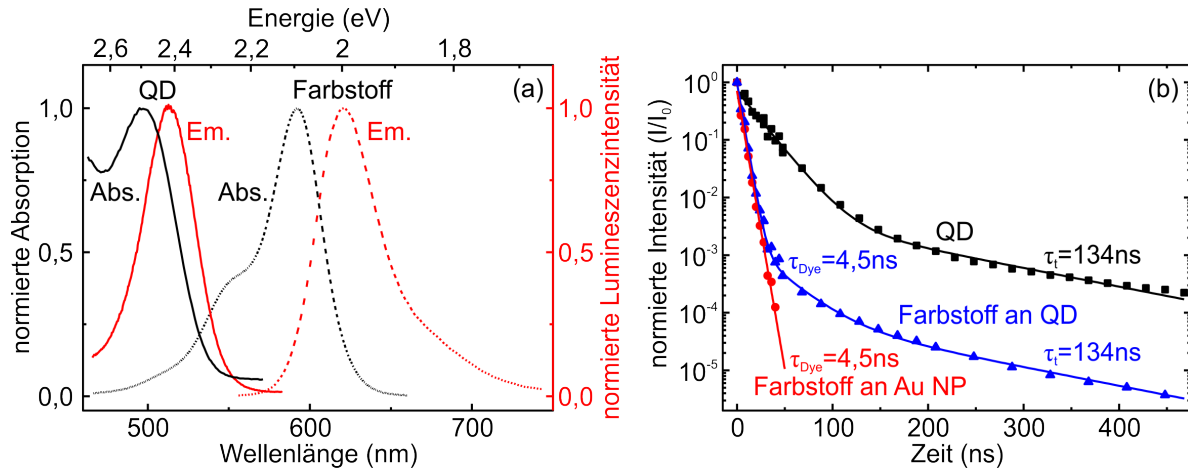 Energie (eV)
2,6 2,4 2,2 2 1,8
(a)
QD Farbstoff
1,0 1,0
Em. Em.
Abs. Abs.
0,5 0,5
0,0 0,0
normierte Absorption
normierte Lumineszenzintensität
500 600 700
Wellenlänge (nm)
(b)
10⁰
10⁻¹
10⁻²
10⁻³
10⁻⁴
10⁻⁵
normierte Intensität (I/I₀)
QD
τₜ=134ns
τ_Dye=4,5ns
Farbstoff an QD
τₜ=134ns
τ_Dye=4,5ns
Farbstoff an Au NP
0 100 200 300 400
Zeit (ns)